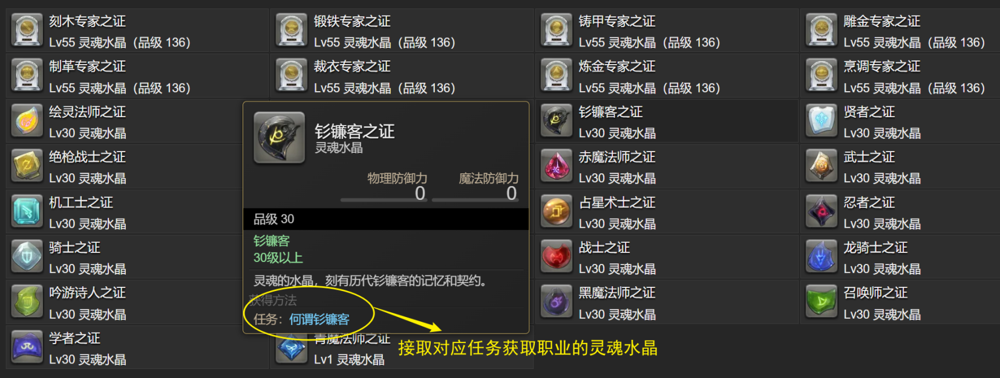 刻木专家之证
Lv55 灵魂水晶（品级 136）
锻铁专家之证
Lv55 灵魂水晶（品级 136）
铸甲专家之证
Lv55 灵魂水晶（品级 136）
雕金专家之证
Lv55 灵魂水晶（品级 136）
制革专家之证
Lv55 灵魂水晶（品级 136）
裁衣专家之证
Lv55 灵魂水晶（品级 136）
炼金专家之证
Lv55 灵魂水晶（品级 136）
烹调专家之证
Lv55 灵魂水晶（品级 136）
绘灵法师之证
Lv30 灵魂水晶
钐镰客之证
Lv30 灵魂水晶
贤者之证
Lv30 灵魂水晶
绝枪战士之证
Lv30 灵魂水晶
赤魔法师之证
Lv30 灵魂水晶
武士之证
Lv30 灵魂水晶
机工士之证
Lv30 灵魂水晶
占星术士之证
Lv30 灵魂水晶
忍者之证
Lv30 灵魂水晶
骑士之证
Lv30 灵魂水晶
战士之证
Lv30 灵魂水晶
龙骑士之证
Lv30 灵魂水晶
吟游诗人之证
Lv30 灵魂水晶
黑魔法师之证
Lv30 灵魂水晶
召唤师之证
Lv30 灵魂水晶
学者之证
Lv30 灵魂水晶
青魔法师之证
Lv1 灵魂水晶
钐镰客之证
灵魂水晶
物理防御力
0
魔法防御力
0
品级 30
钐镰客
30级以上
灵魂的水晶，刻有历代钐镰客的记忆和契约。
获得方法
任务：何谓钐镰客
接取对应任务获取职业的灵魂水晶